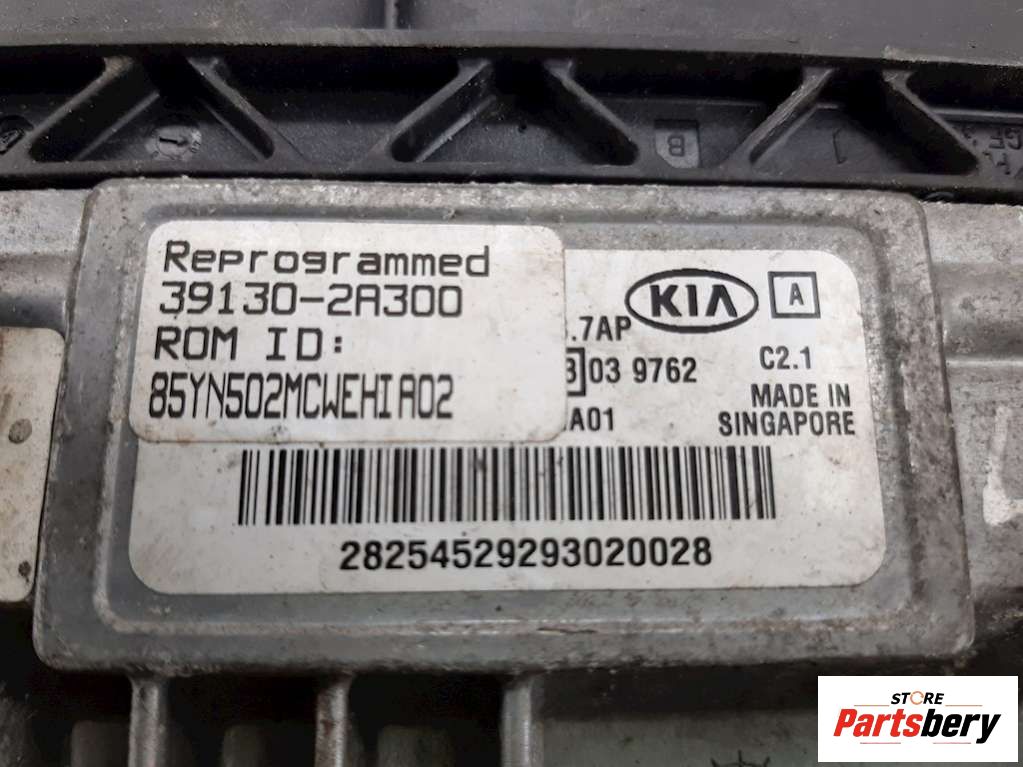 B
1
Reprogrammed
39130-2A300
ROM ID:
85YN502MCWEHIA02
KIA
A
.7AP
03 9762
C2.1
A01
MADE IN
SINGAPORE
28254529293020028
STORE
Partsbery